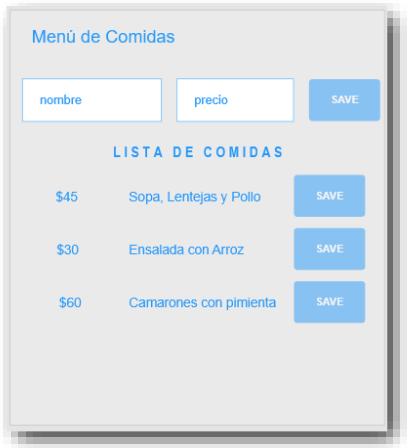 Menú de Comidas
nombre precio SAVE
LISTA DE COMIDAS
$45 Sopa, Lentejas y Pollo SAVE
$30 Ensalada con Arroz SAVE
$60 Camarones con pimienta SAVE